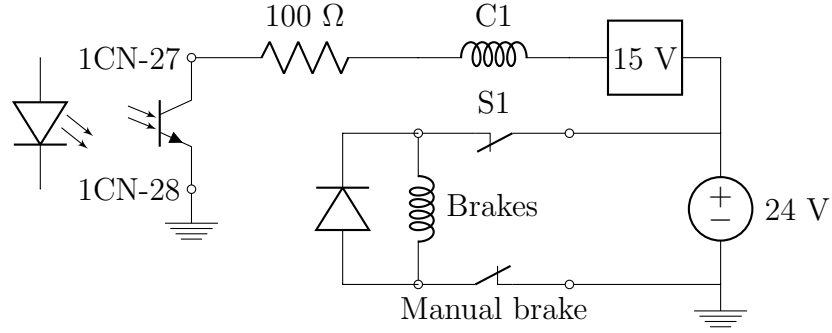 100 Ω
C1
1CN-27
15 V
S1
1CN-28
Brakes
+
−
24 V
Manual brake